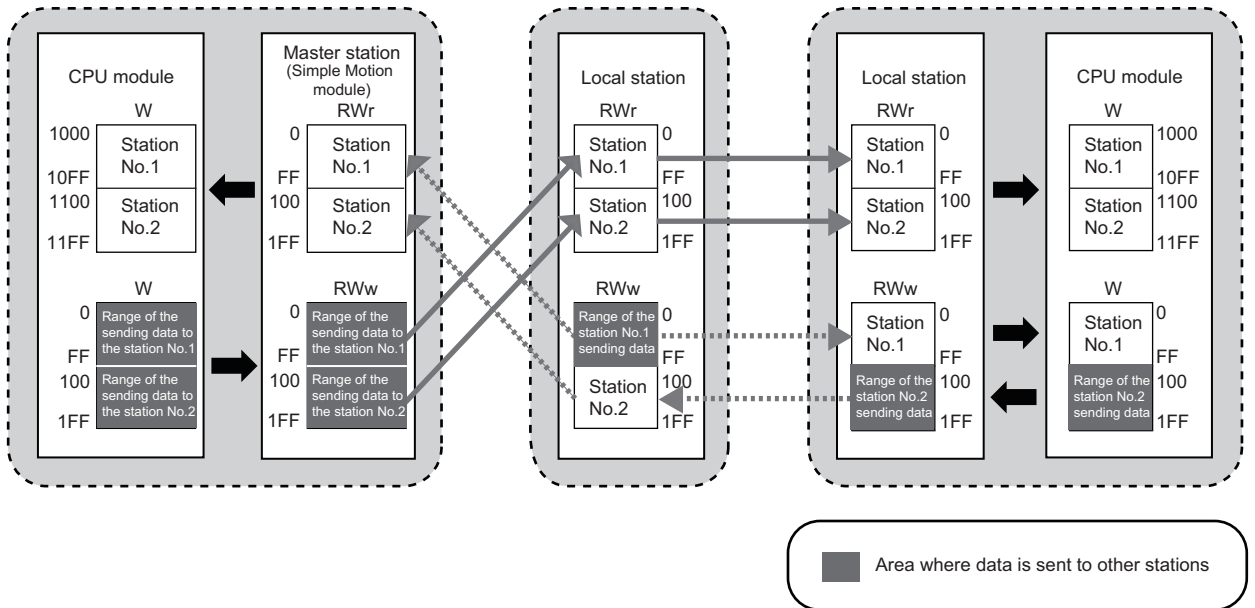 CPU module
W
1000
Station
No.1
10FF
1100
Station
No.2
11FF
W
0
Range of the
sending data to
the station No.1
FF
100
Range of the
sending data to
the station No.2
1FF
Master station
(Simple Motion
module)
RWr
0
Station
No.1
FF
100
Station
No.2
1FF
RWw
0
Range of the
sending data to
the station No.1
FF
100
Range of the
sending data to
the station No.2
1FF
Local station
RWr
Station
No.1
0
FF
Station
No.2
100
1FF
RWw
Range of the
station No.1
sending data
0
FF
Station
No.2
100
1FF
Local station
RWr
Station
No.1
0
FF
Station
No.2
100
1FF
RWw
Station
No.1
0
FF
Range of the
station No.2
sending data
100
1FF
CPU module
W
Station
No.1
1000
10FF
Station
No.2
1100
11FF
W
Station
No.1
0
FF
Range of the
station No.2
sending data
100
1FF
Area where data is sent to other stations